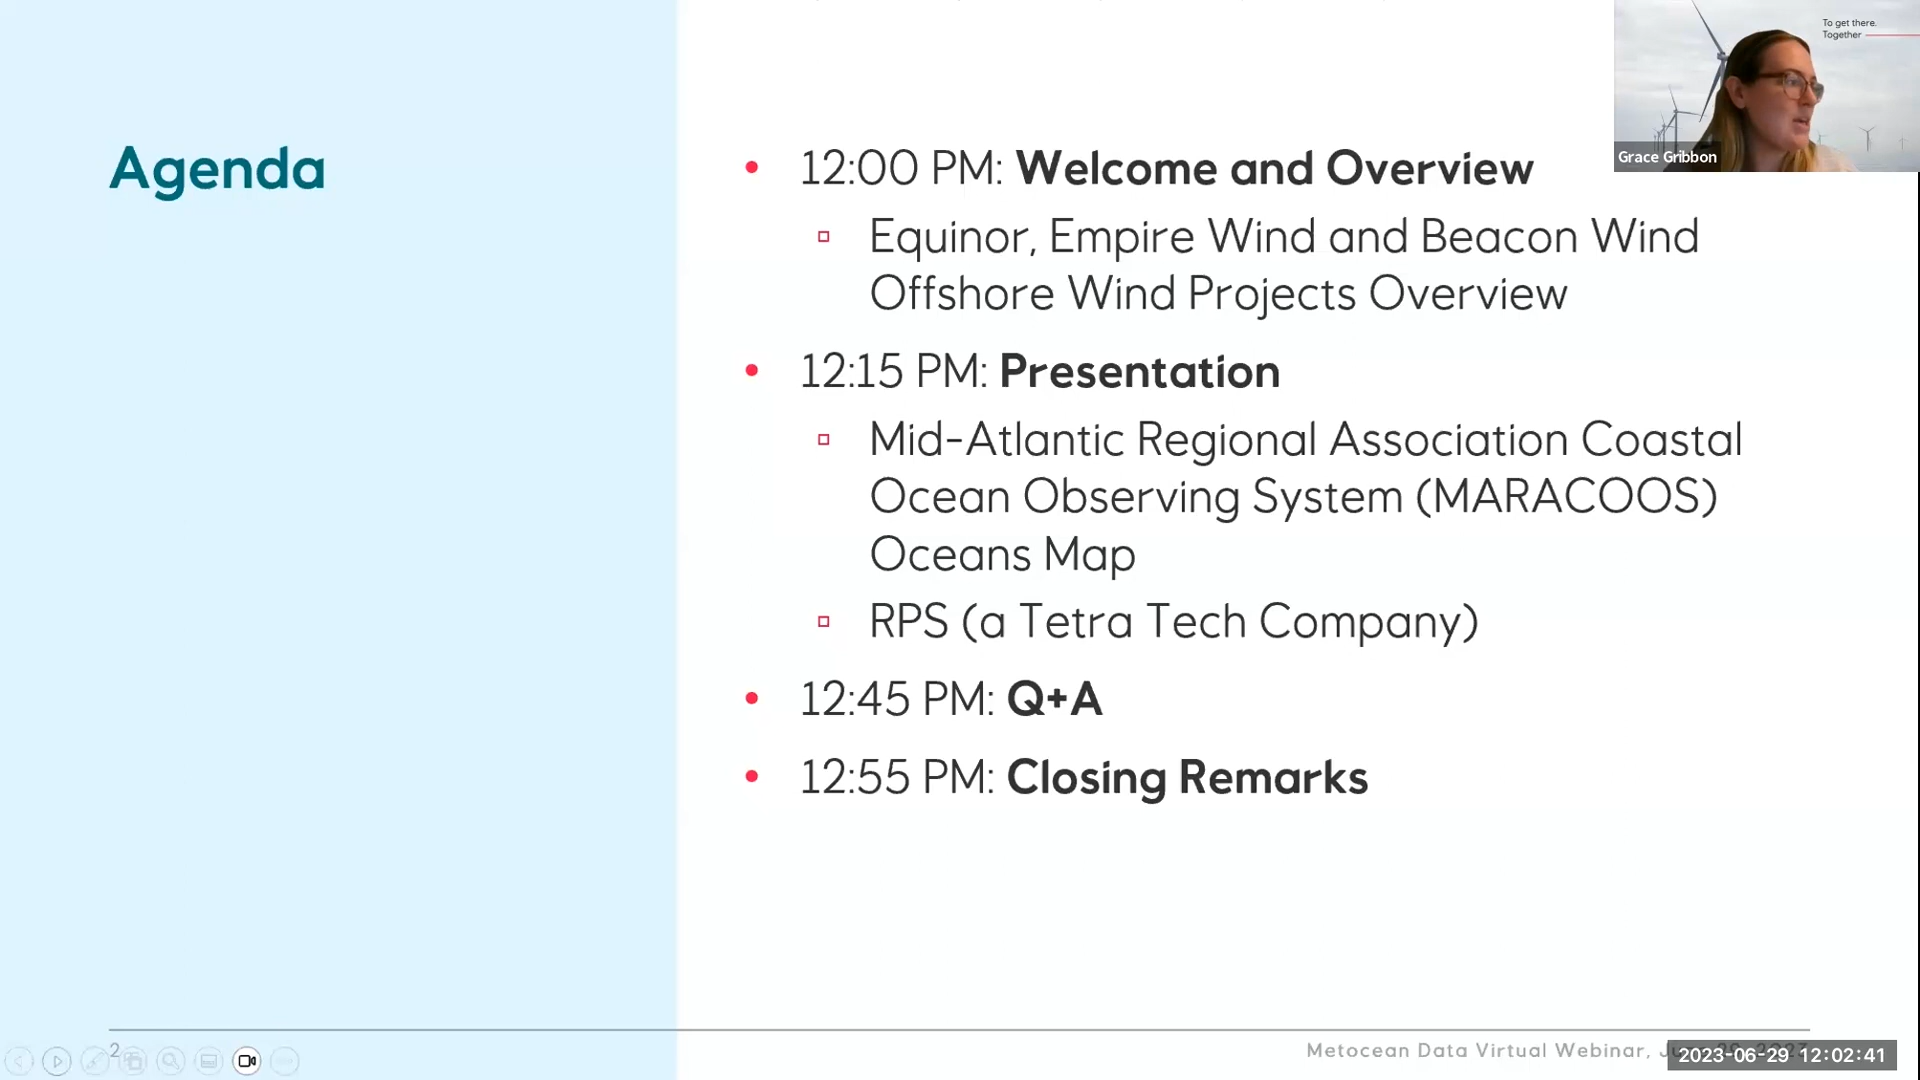 To get there.
Together
Grace Gribbon
Agenda
• 12:00 PM: Welcome and Overview
▫ Equinor, Empire Wind and Beacon Wind
Offshore Wind Projects Overview
• 12:15 PM: Presentation
▫ Mid-Atlantic Regional Association Coastal
Ocean Observing System (MARACOOS)
Oceans Map
▫ RPS (a Tetra Tech Company)
• 12:45 PM: Q+A
• 12:55 PM: Closing Remarks
2
Metocean Data Virtual Webinar,
2023-06-29 12:02:41